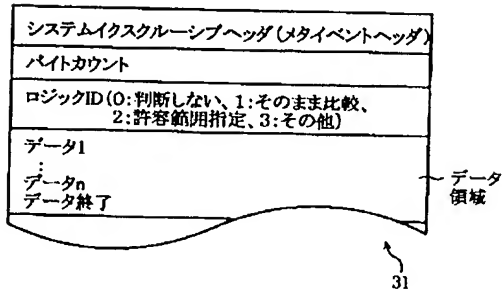 システムイクスクルーシブヘッダ(メタイベントヘッダ)
バイトカウント
ロジックID(0:判断しない、1:そのまま比較、
2:許容範囲指定、3:その他)
データ1
⋮
データn
データ終了
データ
領域
31